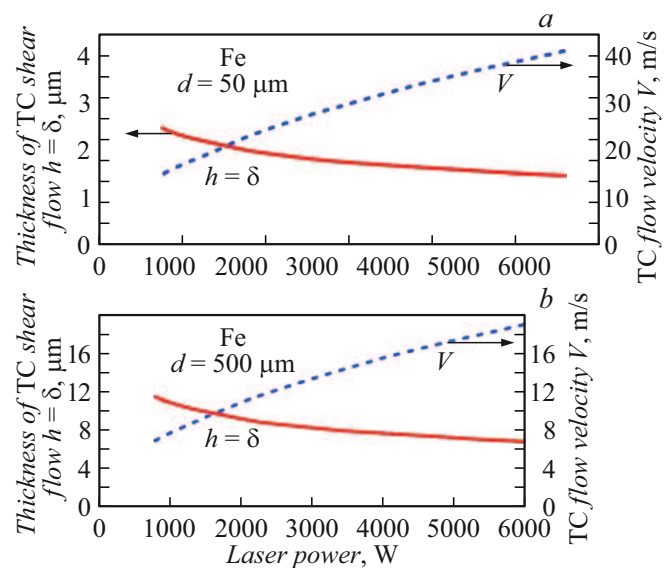 a
Thickness of TC shear
flow h = δ, μm
4
3
2
1
0
Fe
d = 50 μm
V
h = δ
40
30
20
10
0
TC flow velocity V, m/s
0 1000 2000 3000 4000 5000 6000
b
Thickness of TC shear
flow h = δ, μm
16
12
8
4
0
Fe
d = 500 μm
V
h = δ
16
12
8
4
0
TC flow velocity V, m/s
0 1000 2000 3000 4000 5000 6000
Laser power, W